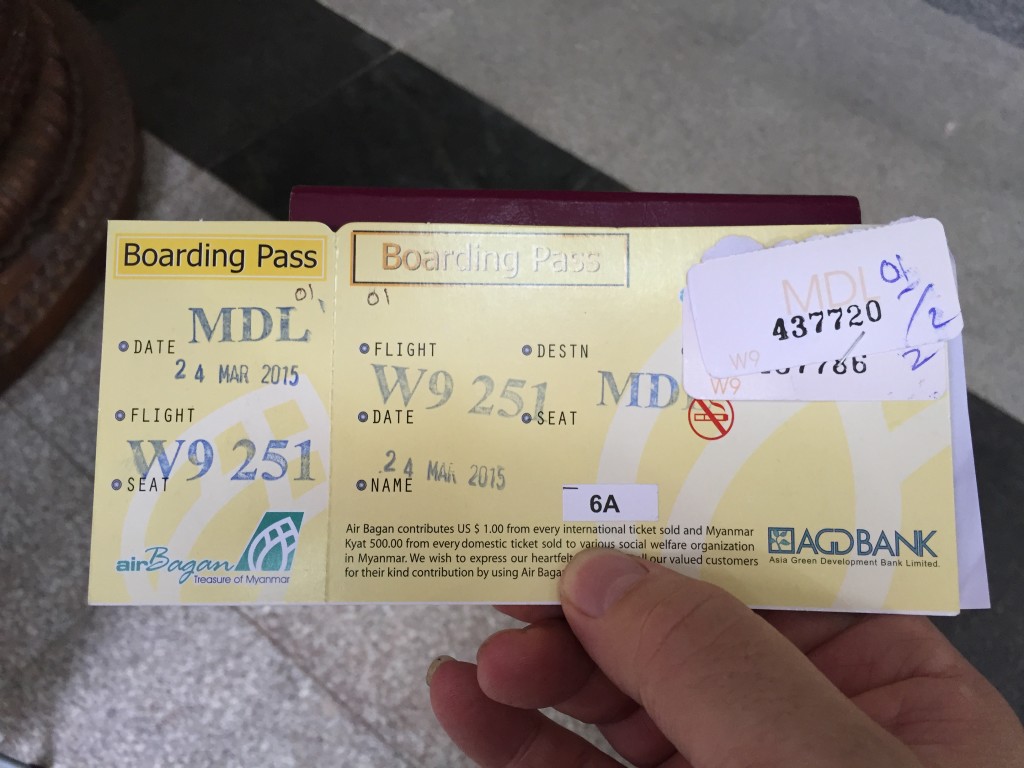 Boarding Pass
01
MDL
DATE
24 MAR 2015
FLIGHT
W9 251
SEAT
airBagan
Treasure of Myanmar
Boarding Pass
01
FLIGHT
DESTN
W9 251
MDL
DATE
SEAT
24 MAR 2015
NAME
6A
Air Bagan contributes US $ 1.00 from every international ticket sold and Myanmar
Kyat 500.00 from every domestic ticket sold to various social welfare organization
in Myanmar. We wish to express our heartfelt all our valued customers
for their kind contribution by using Air Bagan
AGDBANK
Asia Green Development Bank Limited.
MDL
01/2
437720
W9
2
W9